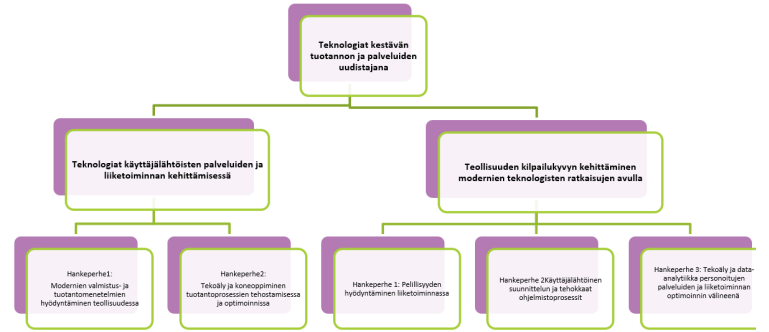 Teknologiat kestävän
tuotannon ja palveluiden
uudistajana
Teknologiat käyttäjälähtöisten palveluiden ja
liiketoiminnan kehittämisessä
Teollisuuden kilpailukyvyn kehittäminen
modernien teknologisten ratkaisujen avulla
Hankeperhe1:
Modernien valmistus- ja
tuotantomenetelmien
hyödyntäminen teollisuudessa
Hankeperhe2:
Tekoäly ja koneoppiminen
tuotantoprosessien tehostamisessa
ja optimoinnissa
Hankeperhe 1: Pelillisyyden
hyödyntäminen liiketoiminnassa
Hankeperhe 2Käyttäjälähtöinen
suunnittelun ja tehokkaat
ohjelmistoprosessit
Hankeperhe 3: Tekoäly ja data-
analytiikka personoitujen
palveluiden ja liiketoiminnan
optimoinnin välineenä